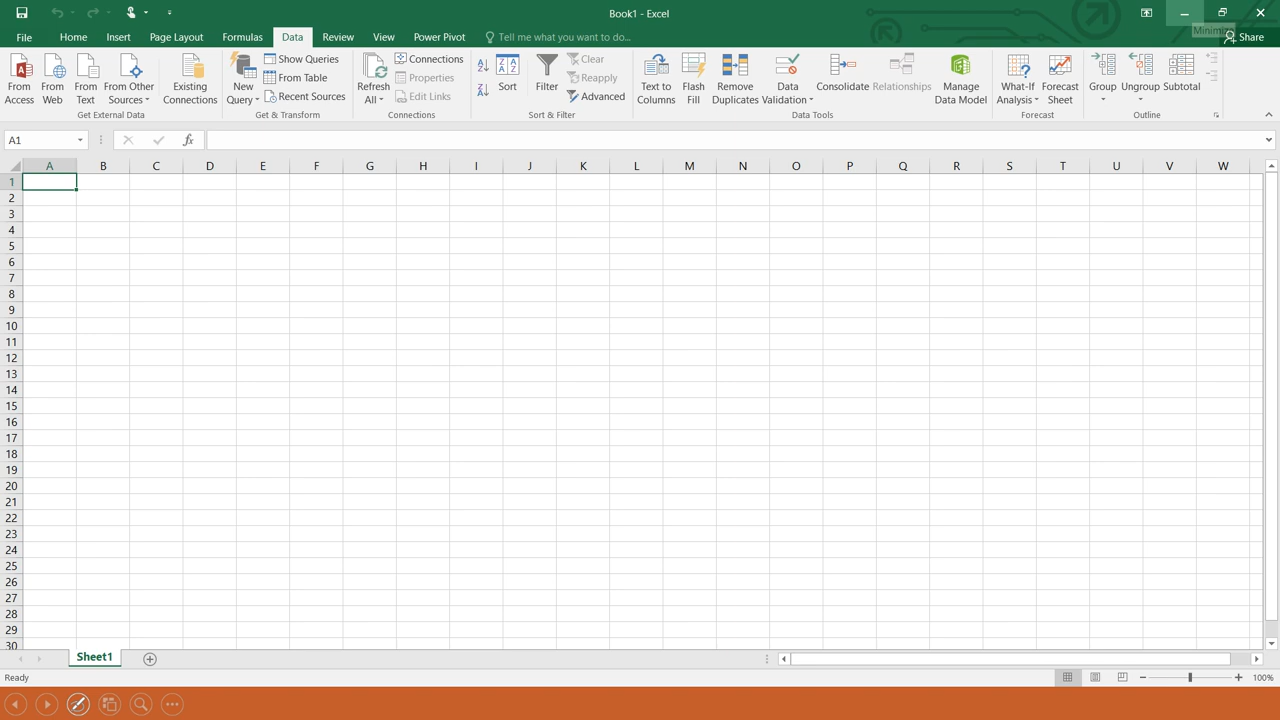 Book1 - Excel
File Home Insert Page Layout Formulas Data Review View Power Pivot Tell me what you want to do... Share
Minimize
From Access
From Web
From Text
From Other Sources
Existing Connections
Get External Data
New Query
Show Queries
From Table
Recent Sources
Get & Transform
Refresh All
Connections
Properties
Edit Links
Connections
Sort
Filter
Clear
Reapply
Advanced
Sort & Filter
Text to Columns
Flash Fill
Remove Duplicates
Data Validation
Consolidate
Relationships
Manage Data Model
Data Tools
What-If Analysis
Forecast Sheet
Forecast
Group
Ungroup
Subtotal
Outline
A1 fx
A B C D E F G H I J K L M N O P Q R S T U V W
1
2
3
4
5
6
7
8
9
10
11
12
13
14
15
16
17
18
19
20
21
22
23
24
25
26
27
28
29
30
Sheet1
Ready 100%